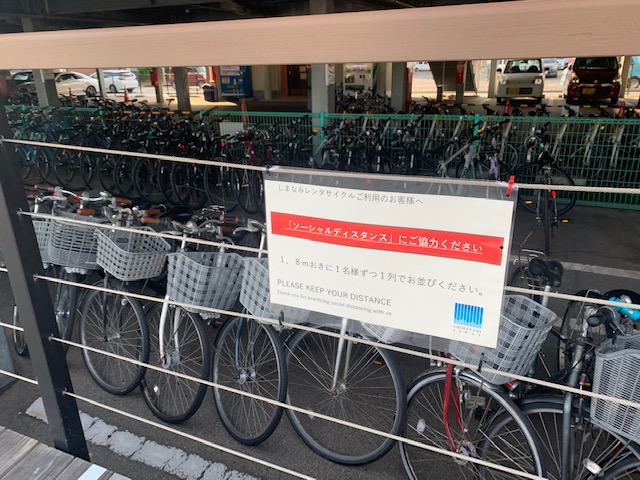 しまなみレンタサイクルご利用のお客様へ
「ソーシャルディスタンス」にご協力ください
1．8ｍおきに1名様ずつ1列でお並びください。
PLEASE KEEP YOUR DISTANCE
Thank you for practicing social distancing with us